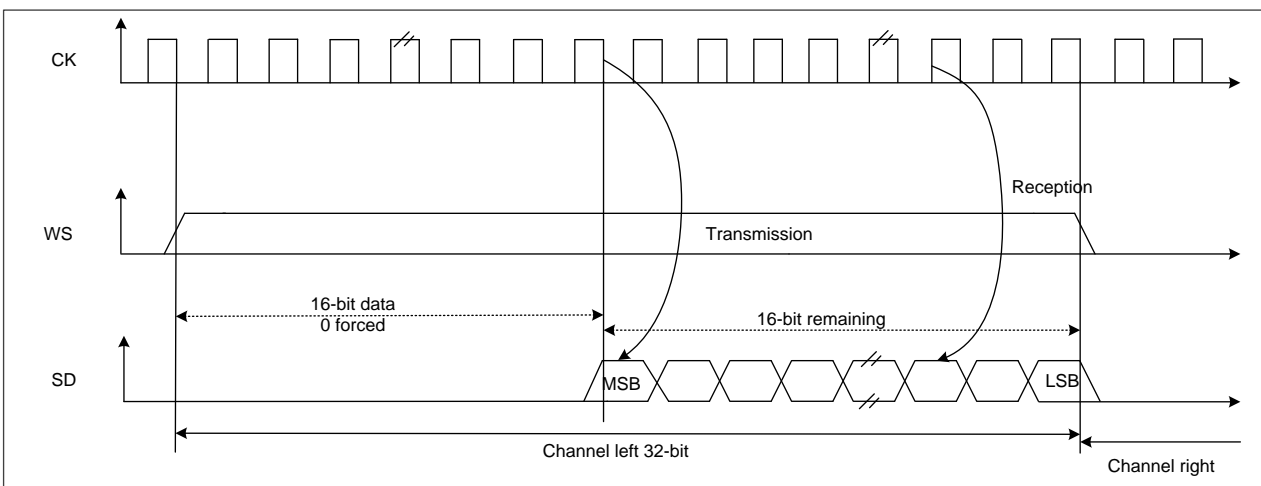 CK
Reception
WS
Transmission
16-bit data
0 forced
16-bit remaining
SD
MSB
LSB
Channel left 32-bit
Channel right